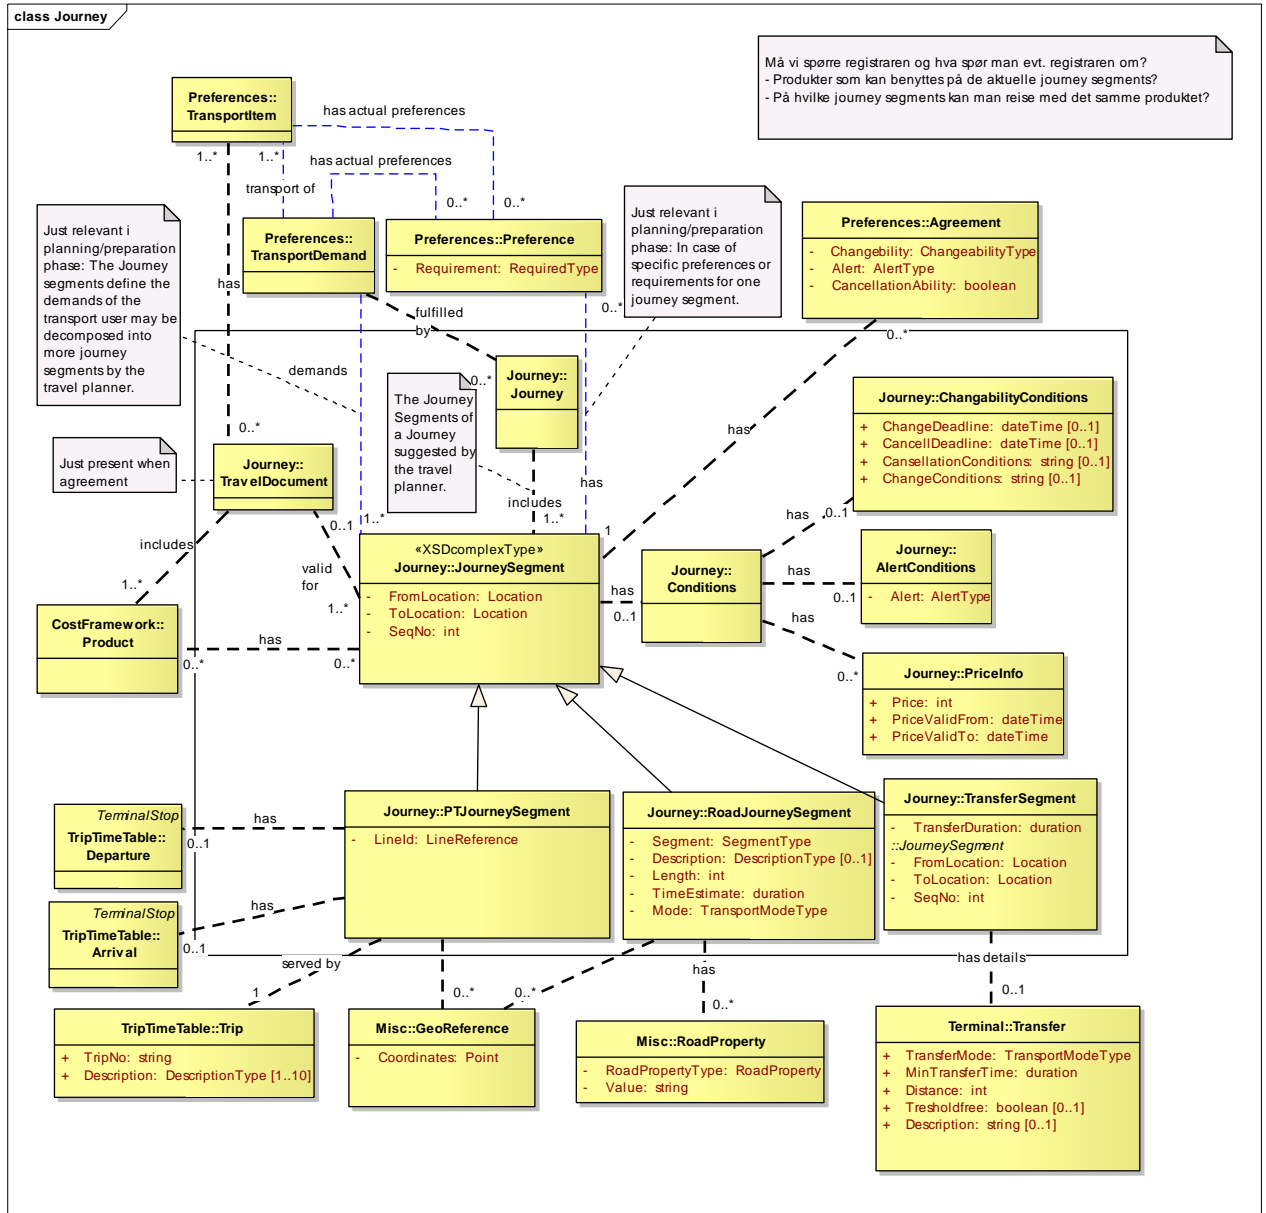 class Journey
Må vi spørre registraren og hva spør man evt. registraren om?
- Produkter som kan benyttes på de aktuelle journey segments?
- På hvilke journey segments kan man reise med det samme produktet?
Preferences::
TransportItem
has actual preferences
1..*
1..*
has actual preferences
transport of
0..*
0..*
Just relevant i
planning/preparation
phase: The Journey
segments define the
demands of the
transport user may be
decomposed into
more journey
segments by the
travel planner.
Preferences::
TransportDemand
Preferences::Preference
- Requirement: RequiredType
Just relevant i
planning/preparation
phase: In case of
specific preferences or
requirements for one
journey segment.
Preferences::Agreement
- Changebility: ChangeabilityType
- Alert: AlertType
- CancellationAbility: boolean
has
fulfilled
by
0..*
0..*
demands
0..*
Journey::
Journey
The Journey
Segments of
a Journey
suggested by
the travel
planner.
Journey::ChangabilityConditions
+ ChangeDeadline: dateTime [0..1]
+ CancellDeadline: dateTime [0..1]
+ CansellationConditions: string [0..1]
+ ChangeConditions: string [0..1]
has
0..*
Just present when
agreement
Journey::
TravelDocument
has
includes
0..1
1..*
1..*
1
has
0..1
includes
valid
for
1..*
1..*
«XSDcomplexType»
Journey::JourneySegment
- FromLocation: Location
- ToLocation: Location
- SeqNo: int
has
0..1
Journey::
Conditions
has
0..1
Journey::
AlertConditions
- Alert: AlertType
CostFramework::
Product
has
0..*
0..*
0..*
Journey::PriceInfo
+ Price: int
+ PriceValidFrom: dateTime
+ PriceValidTo: dateTime
TerminalStop
TripTimeTable::
Departure
has
0..1
Journey::PTJourneySegment
- LineId: LineReference
Journey::RoadJourneySegment
- Segment: SegmentType
- Description: DescriptionType [0..1]
- Length: int
- TimeEstimate: duration
- Mode: TransportModeType
Journey::TransferSegment
- TransferDuration: duration
::JourneySegment
- FromLocation: Location
- ToLocation: Location
- SeqNo: int
TerminalStop
TripTimeTable::
Arrival
has
0..1
served by
has
has details
1
0..*
0..*
0..*
0..1
TripTimeTable::Trip
+ TripNo: string
+ Description: DescriptionType [1..10]
Misc::GeoReference
- Coordinates: Point
Misc::RoadProperty
- RoadPropertyType: RoadProperty
- Value: string
Terminal::Transfer
+ TransferMode: TransportModeType
+ MinTransferTime: duration
+ Distance: int
+ Tresholdfree: boolean [0..1]
+ Description: string [0..1]